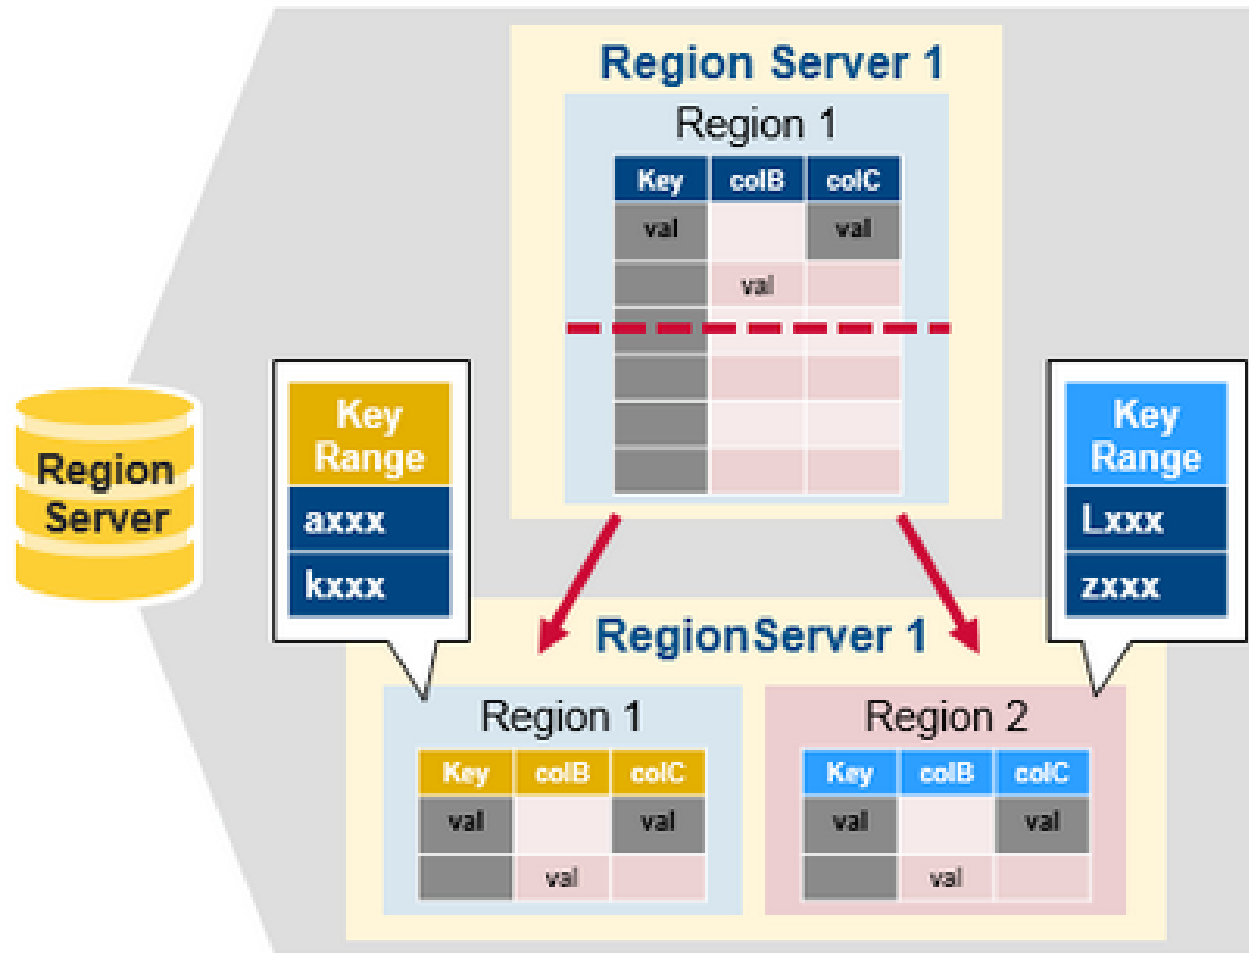 Region Server 1
Region 1
Key colB colC
val val
val
Key
Range
axxx
kxxx
Key
Range
Lxxx
zxxx
Region
Server
RegionServer 1
Region 1
Key colB colC
val val
val
Region 2
Key colB colC
val val
val